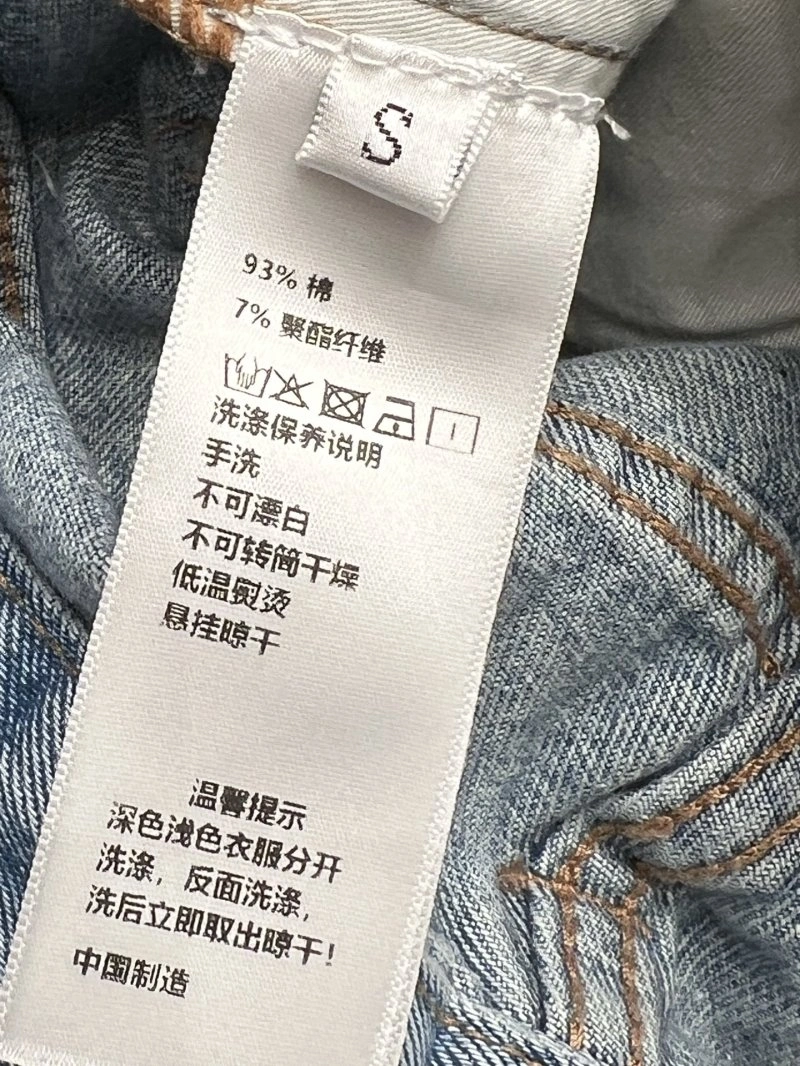 S
93% 棉
7% 聚酯纤维
洗涤保养说明
手洗
不可漂白
不可转筒干燥
低温熨烫
悬挂晾干
温馨提示
深色浅色衣服分开
洗涤，反面洗涤，
洗后立即取出晾干!
中国制造